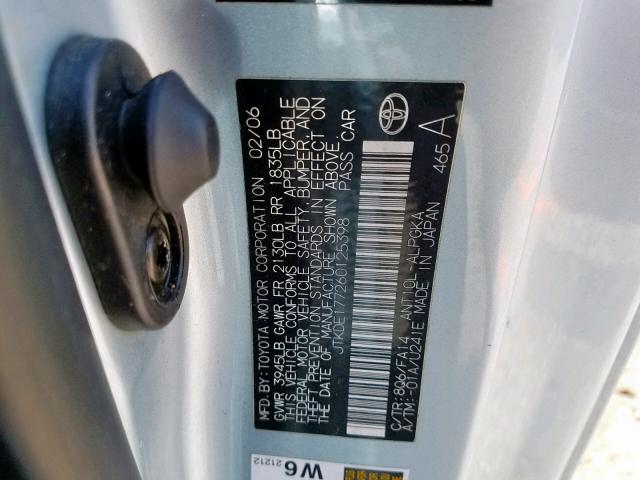 MFD.BY:TOYOTA MOTOR CORPORATION 02/06
GVWR 3945LB GAWR FR 2130LB RR 1835LB
THIS VEHICLE CONFORMS TO ALL APPLICABLE
FEDERAL MOTOR VEHICLE SAFETY, BUMPER, AND
THEFT PREVENTION STANDARDS IN EFFECT ON
THE DATE OF MANUFACTURE SHOWN ABOVE.
JTKDE177260125398 PASS CAR
C/TR:8Q6/FA14 ANT10L-ALPGKA
A/TM:-01A/U241E MADE IN JAPAN 465 A
W6
21212